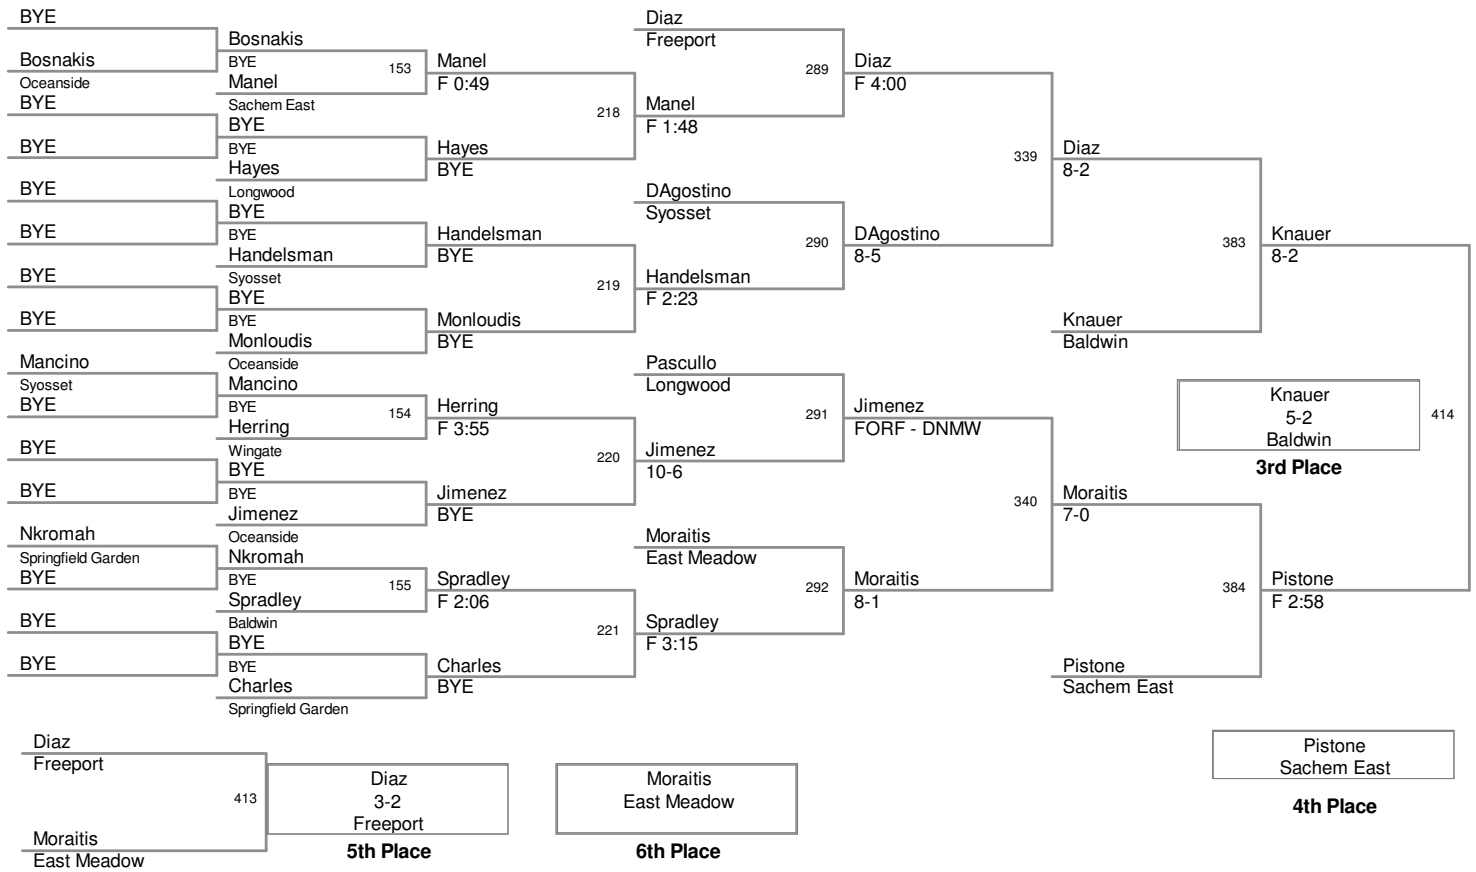 BYE
Bosnakis
Oceanside
BYE
BYE
BYE
BYE
BYE
BYE
Mancino
Syosset
BYE
BYE
BYE
Nkromah
Springfield Garden
BYE
BYE
BYE
Bosnakis
BYE
153
Manel
Sachem East
BYE
BYE
Hayes
Longwood
BYE
BYE
Handelsman
Syosset
BYE
BYE
Monloudis
Oceanside
Mancino
BYE
154
Herring
Wingate
BYE
BYE
Jimenez
Oceanside
Nkromah
BYE
155
Spradley
Baldwin
BYE
BYE
Charles
Springfield Garden
Manel
F 0:49
218
Hayes
BYE
Handelsman
BYE
219
Monloudis
BYE
Herring
F 3:55
220
Jimenez
BYE
Spradley
F 2:06
221
Charles
BYE
Diaz
Freeport
289
Manel
F 1:48
DAgostino
Syosset
290
Handelsman
F 2:23
Pascullo
Longwood
291
Jimenez
10-6
Moraitis
East Meadow
292
Spradley
F 3:15
Diaz
F 4:00
339
DAgostino
8-5
Jimenez
FORF - DNMW
340
Moraitis
8-1
Diaz
8-2
383
Knauer
Baldwin
Moraitis
7-0
384
Pistone
Sachem East
Knauer
8-2
Knauer
5-2
Baldwin
414
3rd Place
Pistone
F 2:58
Pistone
Sachem East
4th Place
Diaz
Freeport
413
Moraitis
East Meadow
Diaz
3-2
Freeport
5th Place
Moraitis
East Meadow
6th Place